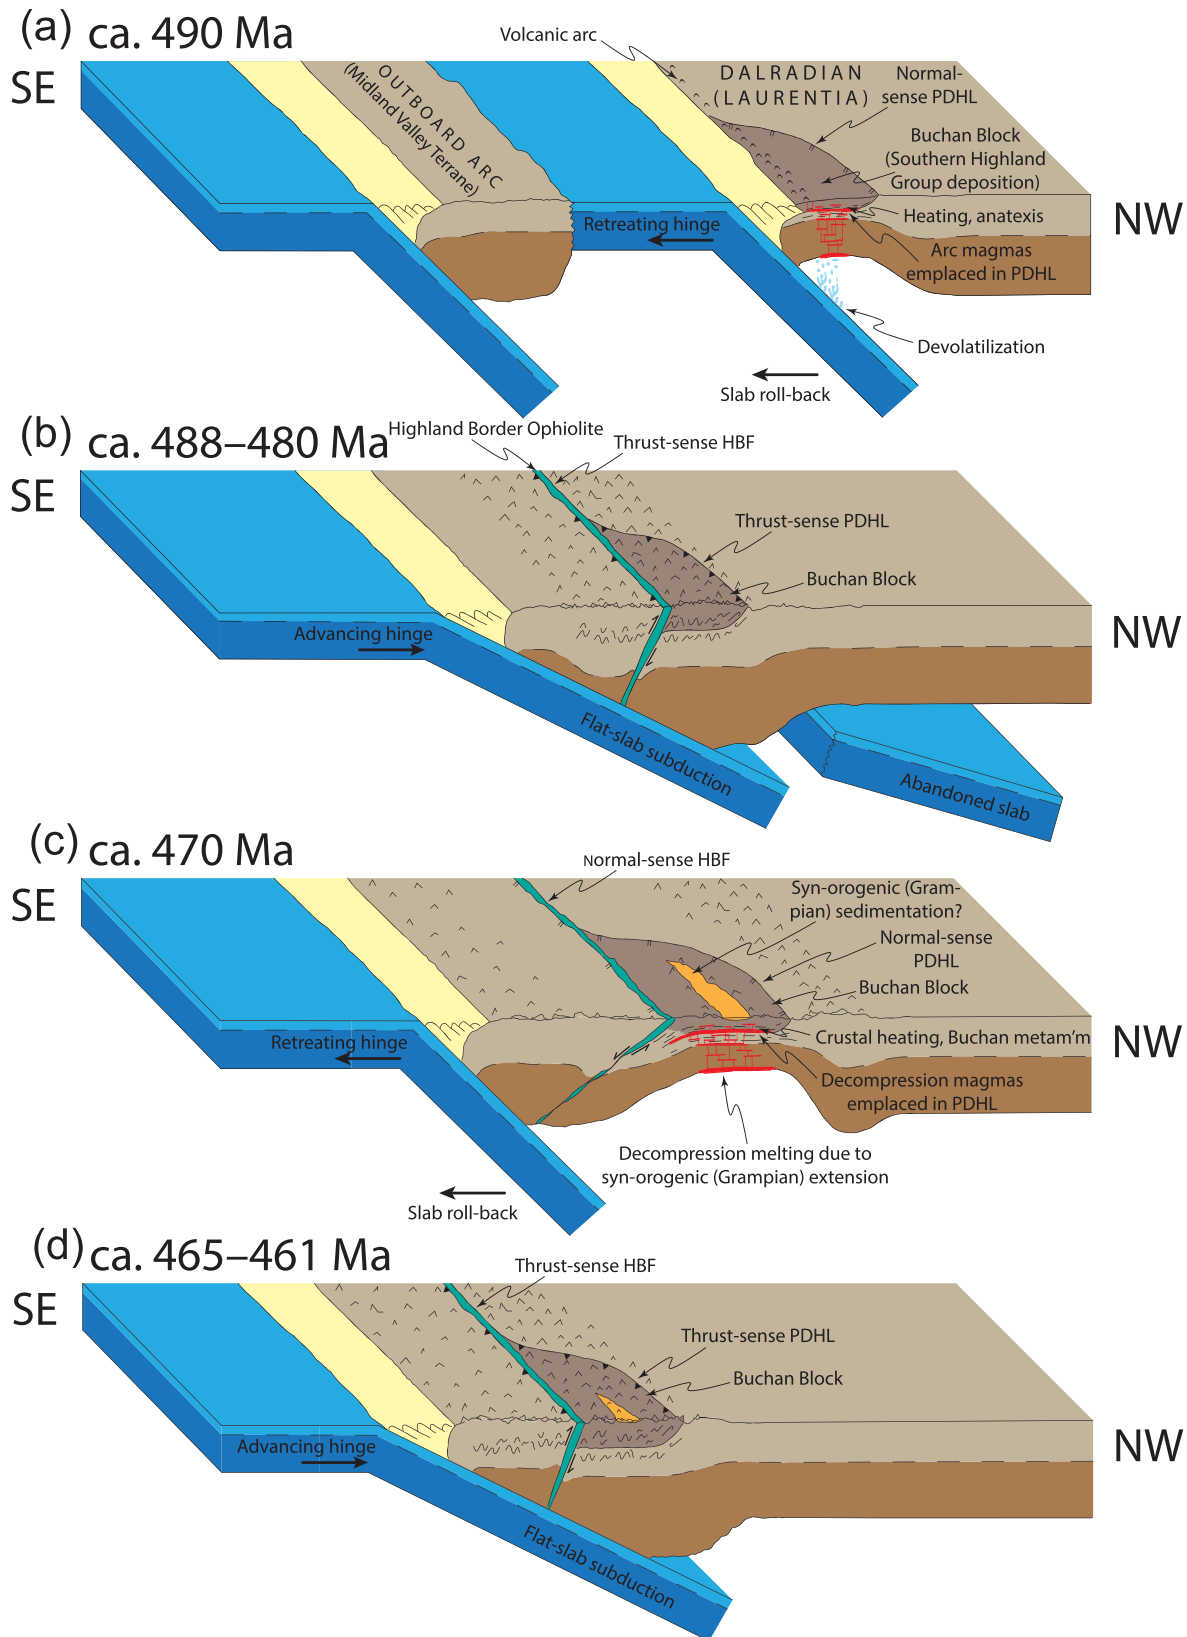 (a) ca. 490 Ma
SE
Volcanic arc
OUTBOARD ARC
(Midland Valley Terrane)
DALRADIAN
(LAURENTIA)
Normal-
sense PDHL
Buchan Block
(Southern Highland
Group deposition)
NW
Retreating hinge
Heating, anatexis
Arc magmas
emplaced in PDHL
Devolatilization
Slab roll-back
(b) ca. 488–480 Ma
SE
Highland Border Ophiolite
Thrust-sense HBF
Thrust-sense PDHL
Buchan Block
NW
Advancing hinge
Flat-slab subduction
Abandoned slab
(c) ca. 470 Ma
SE
Normal-sense HBF
Syn-orogenic (Gram-
pian) sedimentation?
Normal-sense
PDHL
Buchan Block
NW
Retreating hinge
Crustal heating, Buchan metam'm
Decompression magmas
emplaced in PDHL
Decompression melting due to
syn-orogenic (Grampian) extension
Slab roll-back
(d) ca. 465–461 Ma
SE
Thrust-sense HBF
Thrust-sense PDHL
Buchan Block
NW
Advancing hinge
Flat-slab subduction